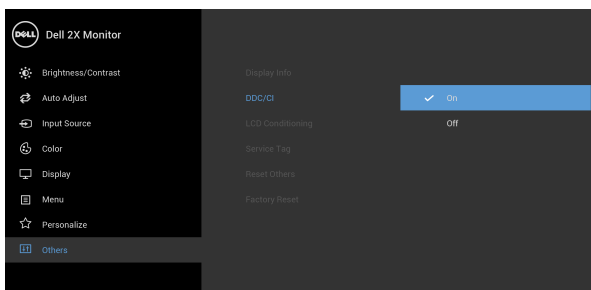 DELL Dell 2X Monitor
Brightness/Contrast
Auto Adjust
Input Source
Color
Display
Menu
Personalize
Others
Display Info
DDC/CI
LCD Conditioning
Service Tag
Reset Others
Factory Reset
On
Off